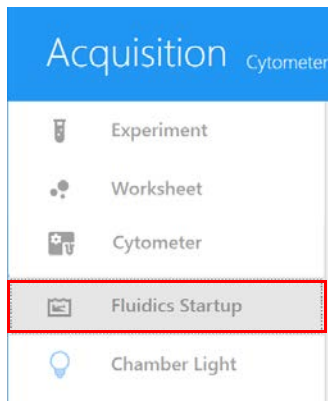 Acquisition Cytometer
Experiment
Worksheet
Cytometer
Fluidics Startup
Chamber Light